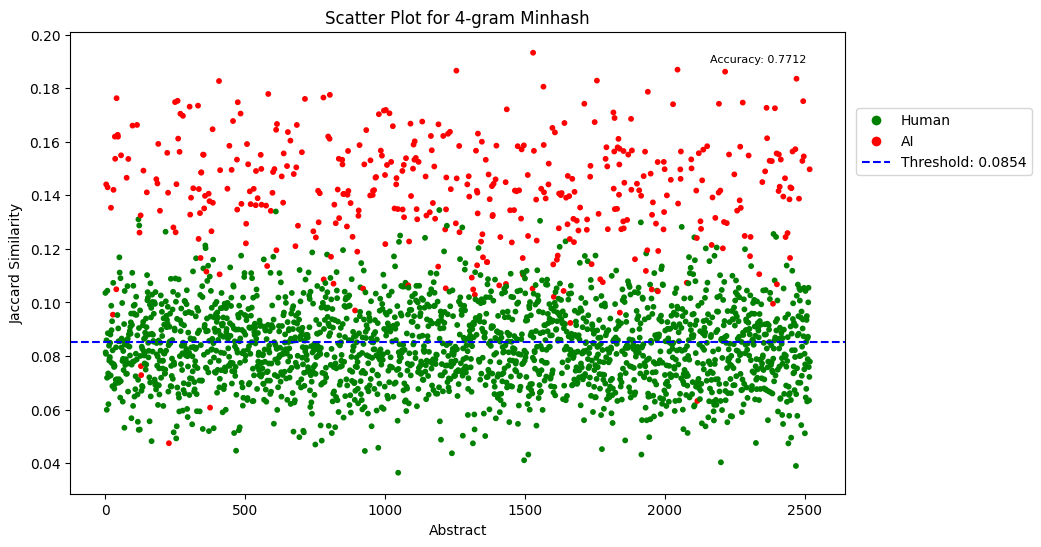 Scatter Plot for 4-gram Minhash
0.20
0.18
0.16
0.14
0.12
0.10
0.08
0.06
0.04
Jaccard Similarity
Accuracy: 0.7712
Human
AI
Threshold: 0.0854
0
500
1000
1500
2000
2500
Abstract